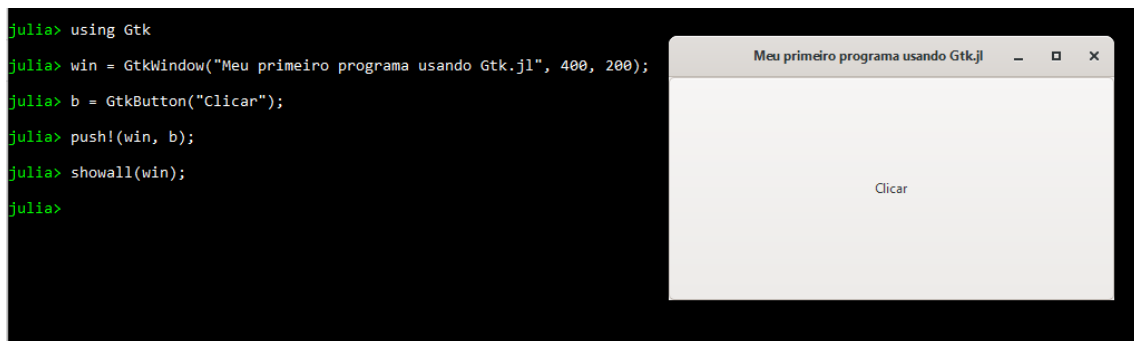 julia> using Gtk
julia> win = GtkWindow("Meu primeiro programa usando Gtk.jl", 400, 200);
julia> b = GtkButton("Clicar");
julia> push!(win, b);
julia> showall(win);
julia>
Meu primeiro programa usando Gtk.jl
Clicar